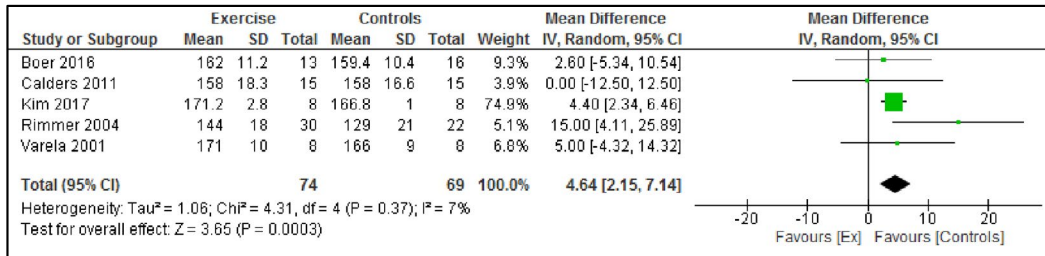 Exercise Controls Mean Difference Mean Difference
Study or Subgroup Mean SD Total Mean SD Total Weight IV, Random, 95% CI IV, Random, 95% CI
Boer 2016 162 11.2 13 159.4 10.4 16 9.3% 2.60 [-5.34, 10.54]
Calders 2011 158 18.3 15 158 16.6 15 5.9% 0.00 [-12.50, 12.50]
Kim 2017 171.2 2.8 8 166.8 1 8 74.9% 4.40 [2.34, 6.46]
Rimmer 2004 144 18 30 129 21 22 5.1% 15.00 [4.11, 25.89]
Varela 2001 171 10 8 166 9 8 6.8% 5.00 [-4.32, 14.32]
Total (95% CI) 74 69 100.0% 4.64 [2.15, 7.14]
Heterogeneity: Tau² = 1.06; Chi² = 4.31, df = 4 (P = 0.37); I² = 7%
Test for overall effect: Z = 3.65 (P = 0.0003)
-20 -10 0 10 20
Favours [Ex] Favours [Controls]